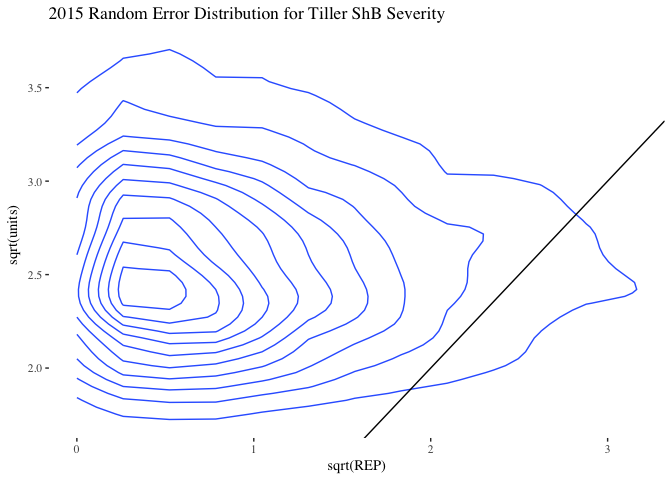 2015 Random Error Distribution for Tiller ShB Severity
3.5
3.0
2.5
2.0
sqrt(units)
0 1 2 3
sqrt(REP)